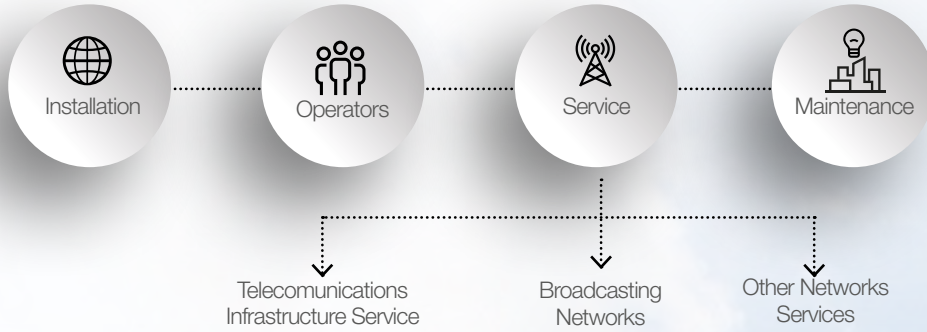 Installation
Operators
Service
Maintenance
Telecomunications
Infrastructure Service
Broadcasting
Networks
Other Networks
Services